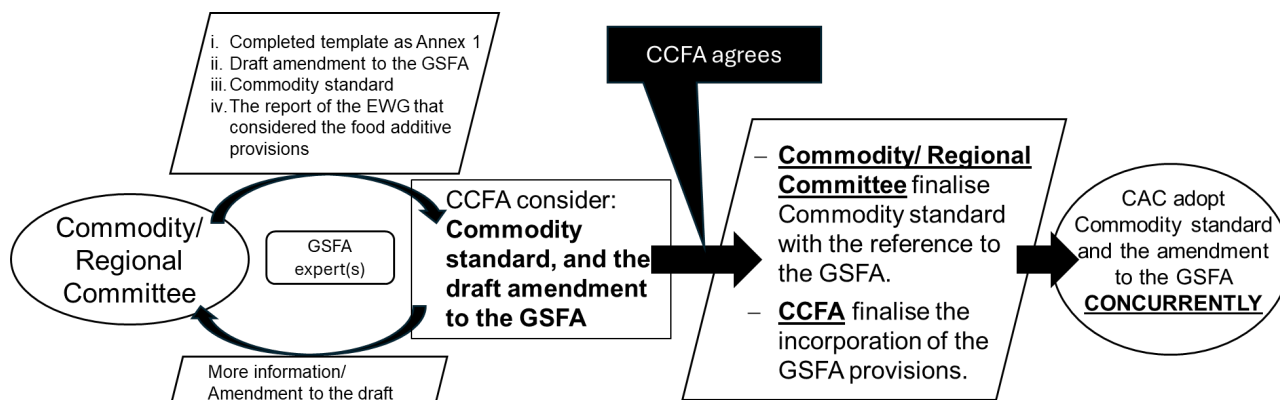 i. Completed template as Annex 1
ii. Draft amendment to the GSFA
iii. Commodity standard
iv. The report of the EWG that
considered the food additive
provisions
CCFA agrees
Commodity/
Regional
Committee
GSFA
expert(s)
CCFA consider:
Commodity
standard, and the
draft amendment
to the GSFA
More information/
Amendment to the draft
– Commodity/ Regional
Committee finalise
Commodity standard
with the reference to
the GSFA.
– CCFA finalise the
incorporation of the
GSFA provisions.
CAC adopt
Commodity standard
and the amendment
to the GSFA
CONCURRENTLY